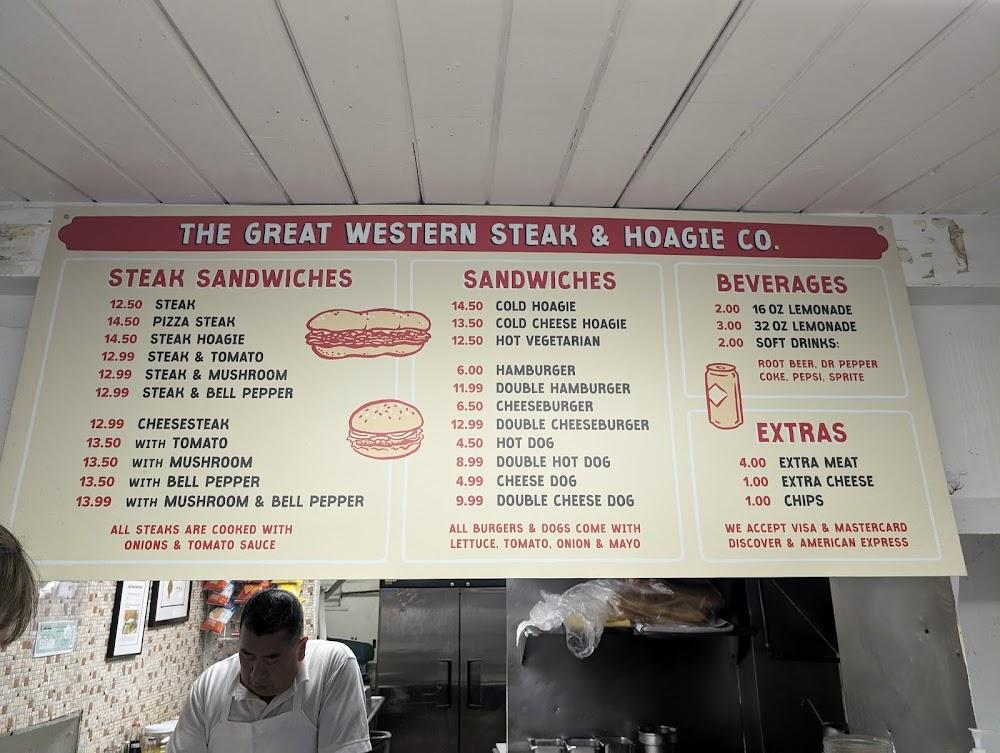 THE GREAT WESTERN STEAK & HOAGIE CO.
STEAK SANDWICHES
12.50 STEAK
14.50 PIZZA STEAK
14.50 STEAK HOAGIE
12.99 STEAK & TOMATO
12.99 STEAK & MUSHROOM
12.99 STEAK & BELL PEPPER
12.99 CHEESESTEAK
13.50 WITH TOMATO
13.50 WITH MUSHROOM
13.50 WITH BELL PEPPER
13.99 WITH MUSHROOM & BELL PEPPER
ALL STEAKS ARE COOKED WITH
ONIONS & TOMATO SAUCE
SANDWICHES
14.50 COLD HOAGIE
13.50 COLD CHEESE HOAGIE
12.50 HOT VEGETARIAN
6.00 HAMBURGER
11.99 DOUBLE HAMBURGER
6.50 CHEESEBURGER
12.99 DOUBLE CHEESEBURGER
4.50 HOT DOG
8.99 DOUBLE HOT DOG
4.99 CHEESE DOG
9.99 DOUBLE CHEESE DOG
ALL BURGERS & DOGS COME WITH
LETTUCE, TOMATO, ONION & MAYO
BEVERAGES
2.00 16 OZ LEMONADE
3.00 32 OZ LEMONADE
2.00 SOFT DRINKS:
ROOT BEER, DR PEPPER
COKE, PEPSI, SPRITE
EXTRAS
4.00 EXTRA MEAT
1.00 EXTRA CHEESE
1.00 CHIPS
WE ACCEPT VISA & MASTERCARD
DISCOVER & AMERICAN EXPRESS